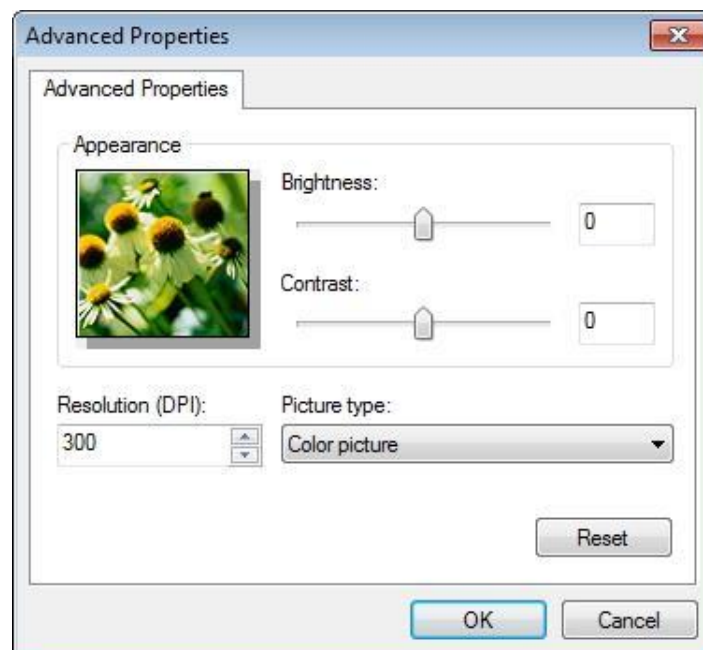 Advanced Properties
Advanced Properties
Appearance
Brightness:
0
Contrast:
0
Resolution (DPI):
Picture type:
300
Color picture
Reset
OK
Cancel